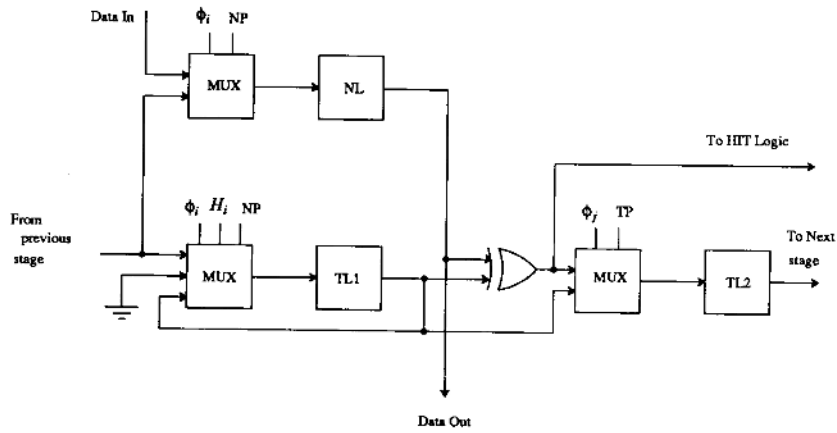 ϕi NP
Data In
MUX
NL
To HIT Logic
From
previous
stage
ϕi Hi NP
MUX
TL1
ϕf TP
MUX
To Next
stage
TL2
Data Out